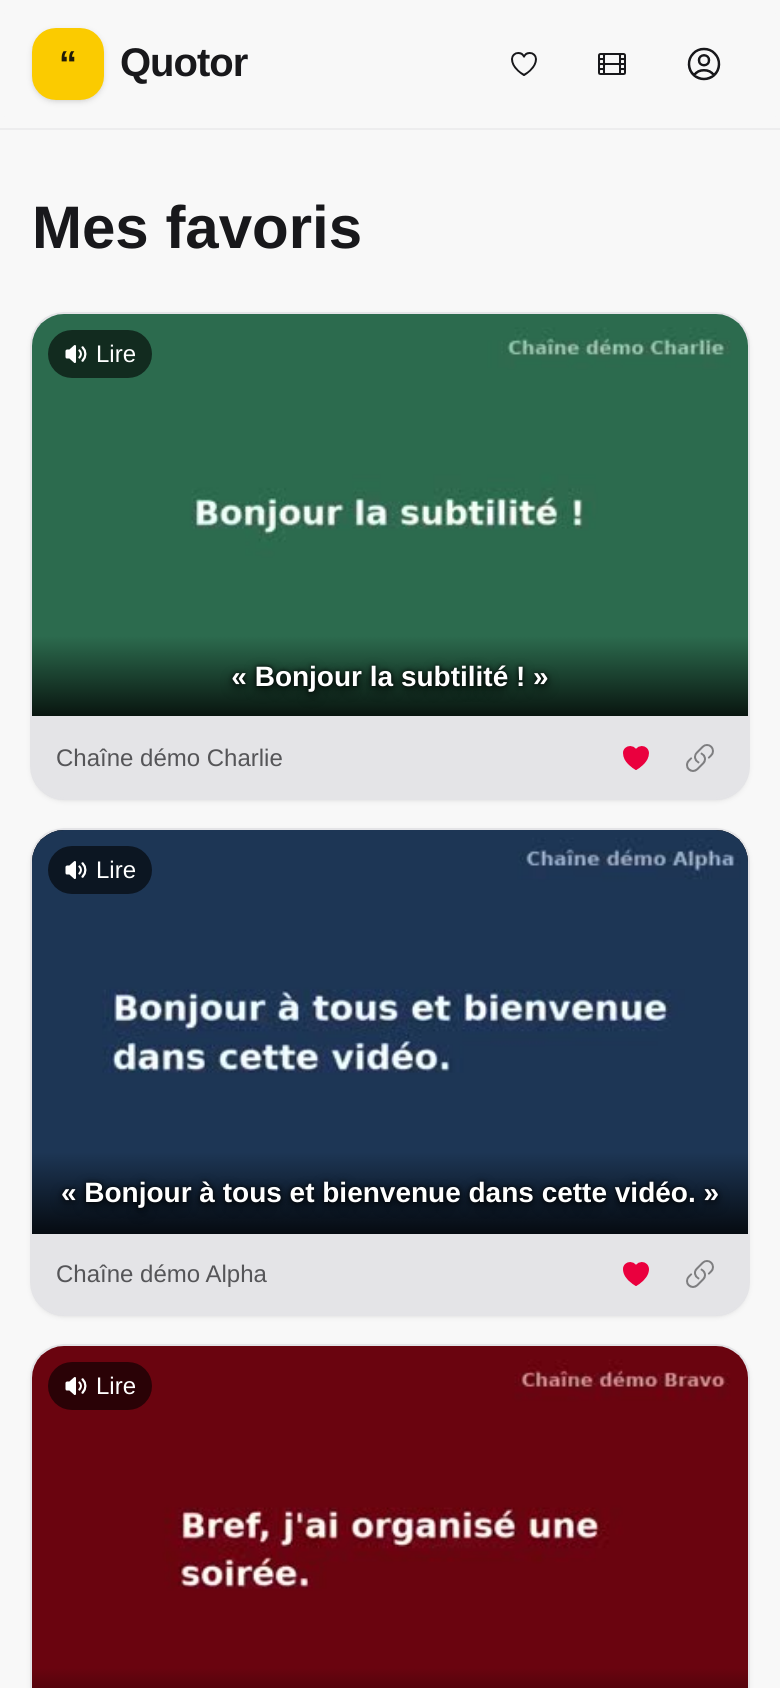 “ Quotor
Mes favoris
Lire
Chaîne démo Charlie
Bonjour la subtilité !
« Bonjour la subtilité ! »
Chaîne démo Charlie
Lire
Chaîne démo Alpha
Bonjour à tous et bienvenue
dans cette vidéo.
« Bonjour à tous et bienvenue dans cette vidéo. »
Chaîne démo Alpha
Lire
Chaîne démo Bravo
Bref, j'ai organisé une
soirée.